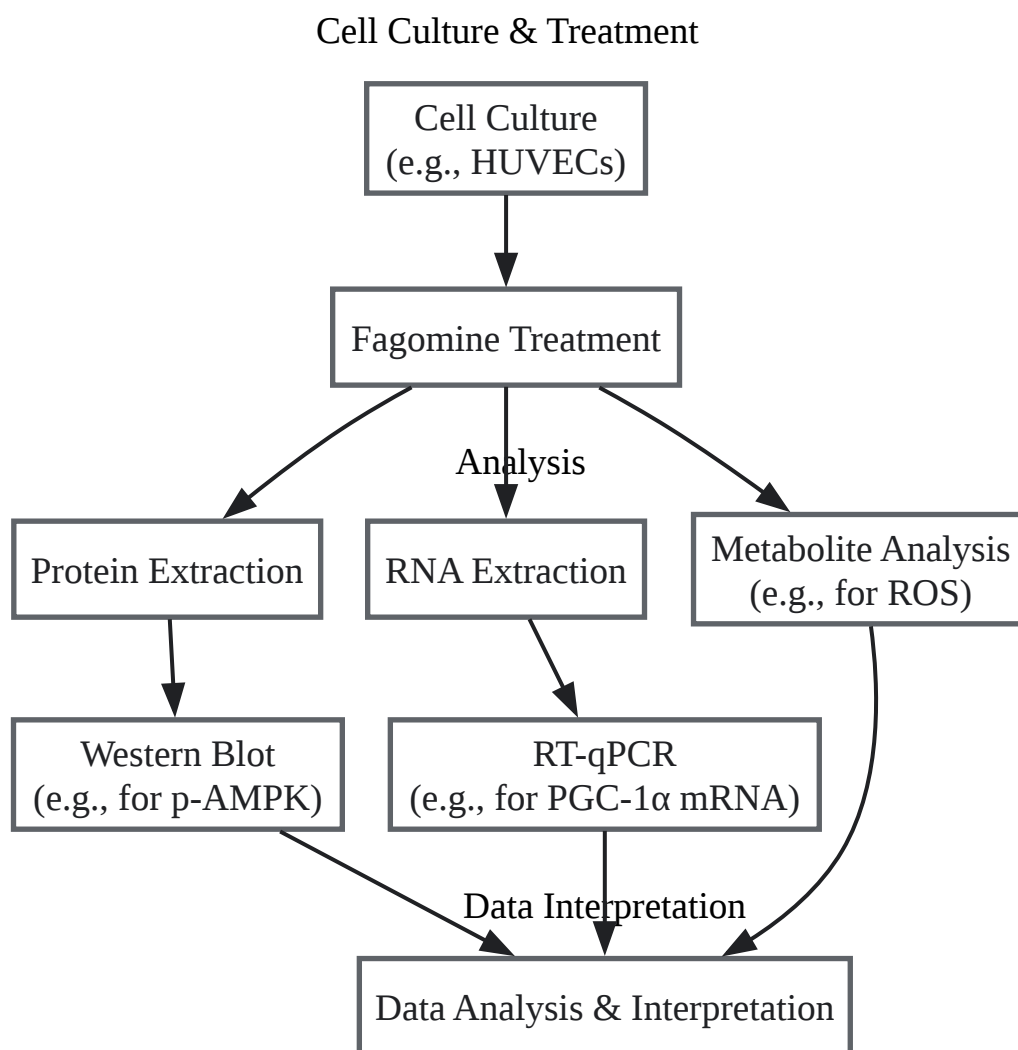 Cell Culture & Treatment
Cell Culture
(e.g., HUVECs)
Fagomine Treatment
Analysis
Protein Extraction
RNA Extraction
Metabolite Analysis
(e.g., for ROS)
Western Blot
(e.g., for p-AMPK)
RT-qPCR
(e.g., for PGC-1α mRNA)
Data Interpretation
Data Analysis & Interpretation